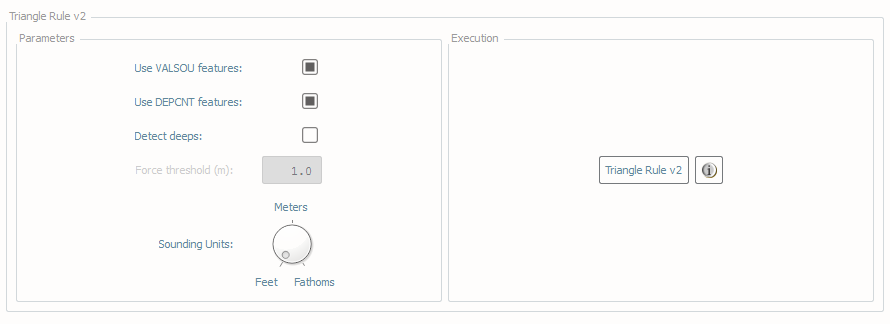 Triangle Rule v2
Parameters
Use VALSOU features:
Use DEPCNT features:
Detect deeps:
Force threshold (m): 1.0
Meters
Sounding Units:
Feet Fathoms
Execution
Triangle Rule v2 i